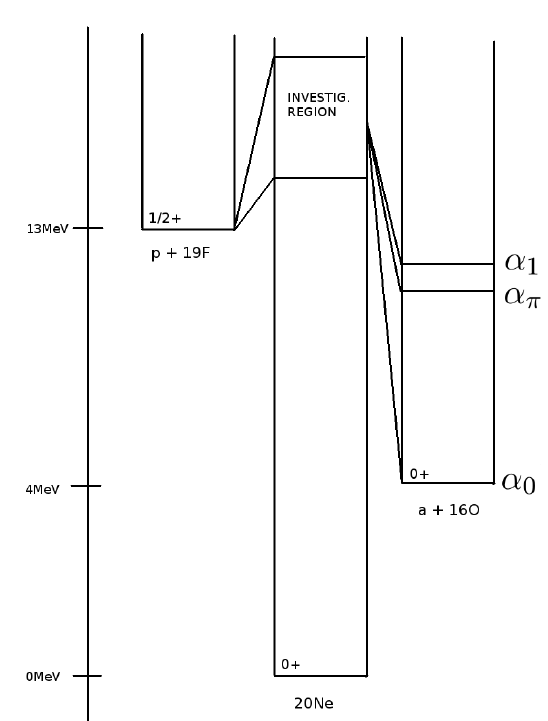 INVESTIG.
REGION
1/2+
13MeV
p + 19F
α1
απ
0+
α0
4MeV
a + 16O
0+
0MeV
20Ne